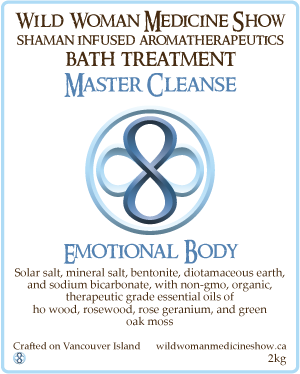 Wild Woman Medicine Show
shaman infused aromatherapeutics
bath treatment
Master Cleanse
Emotional Body
Solar salt, mineral salt, bentonite, diotamaceous earth,
and sodium bicarbonate, with non-gmo, organic,
therapeutic grade essential oils of
ho wood, rosewood, rose geranium, and green
oak moss
Crafted on Vancouver Island wildwomanmedicineshow.ca
2kg